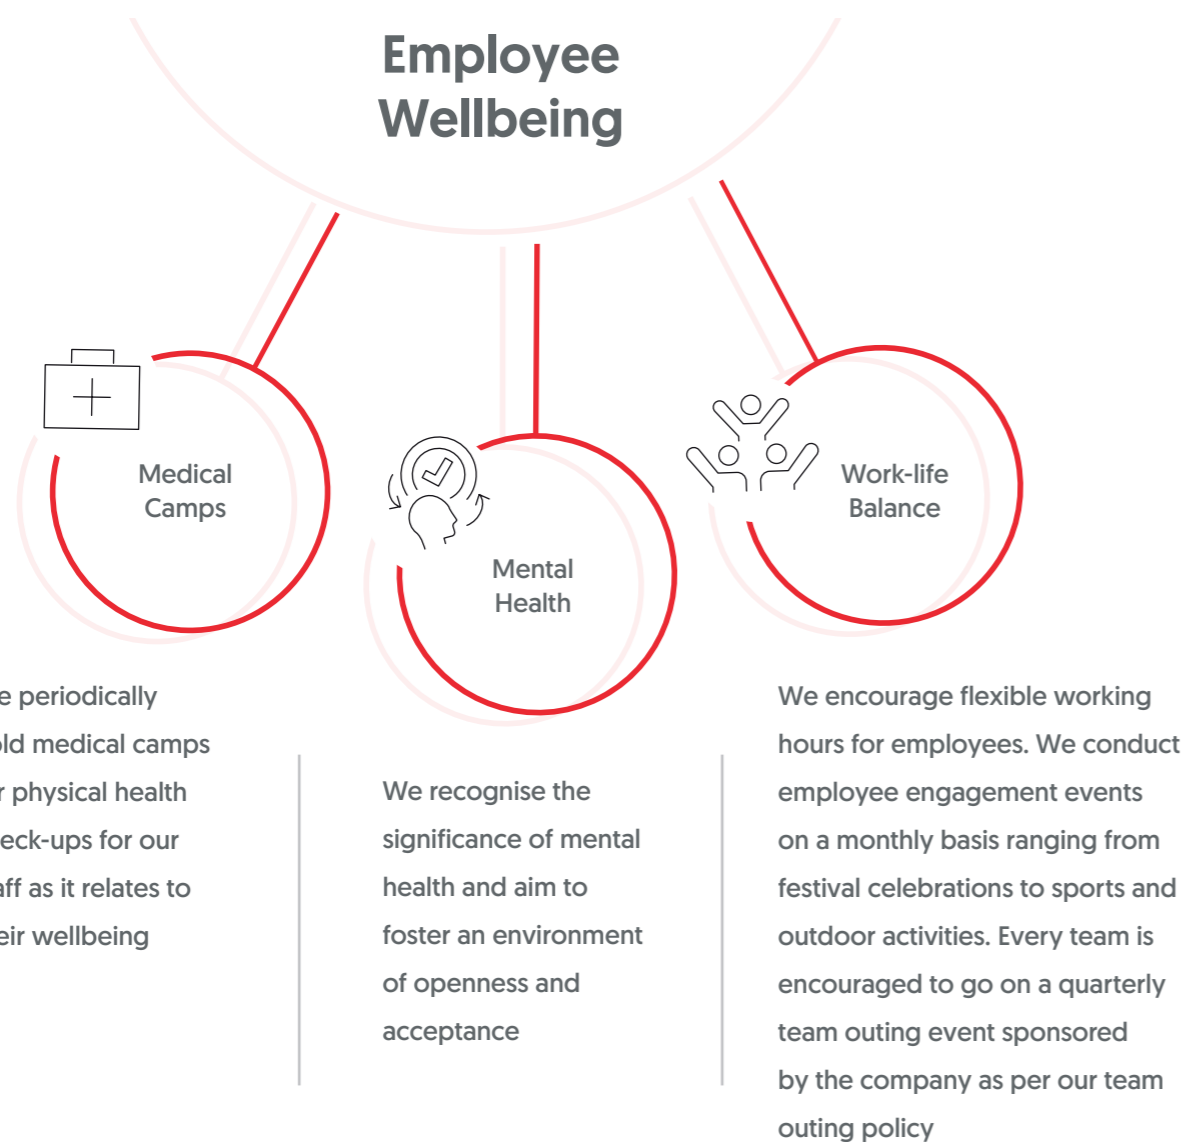 Employee
Wellbeing
Medical
Camps
Mental
Health
Work-life
Balance
e periodically
old medical camps
r physical health
eck-ups for our
aff as it relates to
eir wellbeing
We recognise the
significance of mental
health and aim to
foster an environment
of openness and
acceptance
We encourage flexible working
hours for employees. We conduct
employee engagement events
on a monthly basis ranging from
festival celebrations to sports and
outdoor activities. Every team is
encouraged to go on a quarterly
team outing event sponsored
by the company as per our team
outing policy